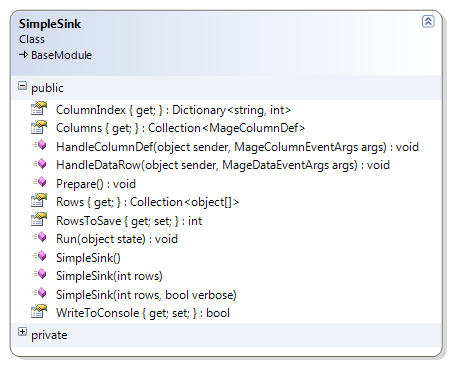 SimpleSink
Class
BaseModule
public
ColumnIndex { get; } : Dictionary<string, int>
Columns { get; } : Collection<MageColumnDef>
HandleColumnDef(object sender, MageColumnEventArgs args) : void
HandleDataRow(object sender, MageDataEventArgs args) : void
Prepare() : void
Rows { get; } : Collection<object[]>
RowsToSave { get; set; } : int
Run(object state) : void
SimpleSink()
SimpleSink(int rows)
SimpleSink(int rows, bool verbose)
WriteToConsole { get; set; } : bool
private